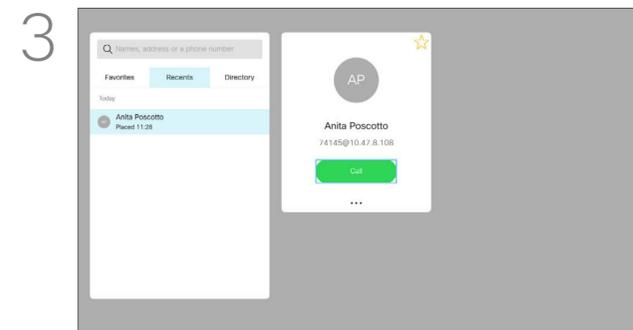 3
Names, address or a phone number
Favorites Recents Directory
Today
Anita Poscotto
Placed 11:28
AP
Anita Poscotto
74145@10.47.8.108
Call
...